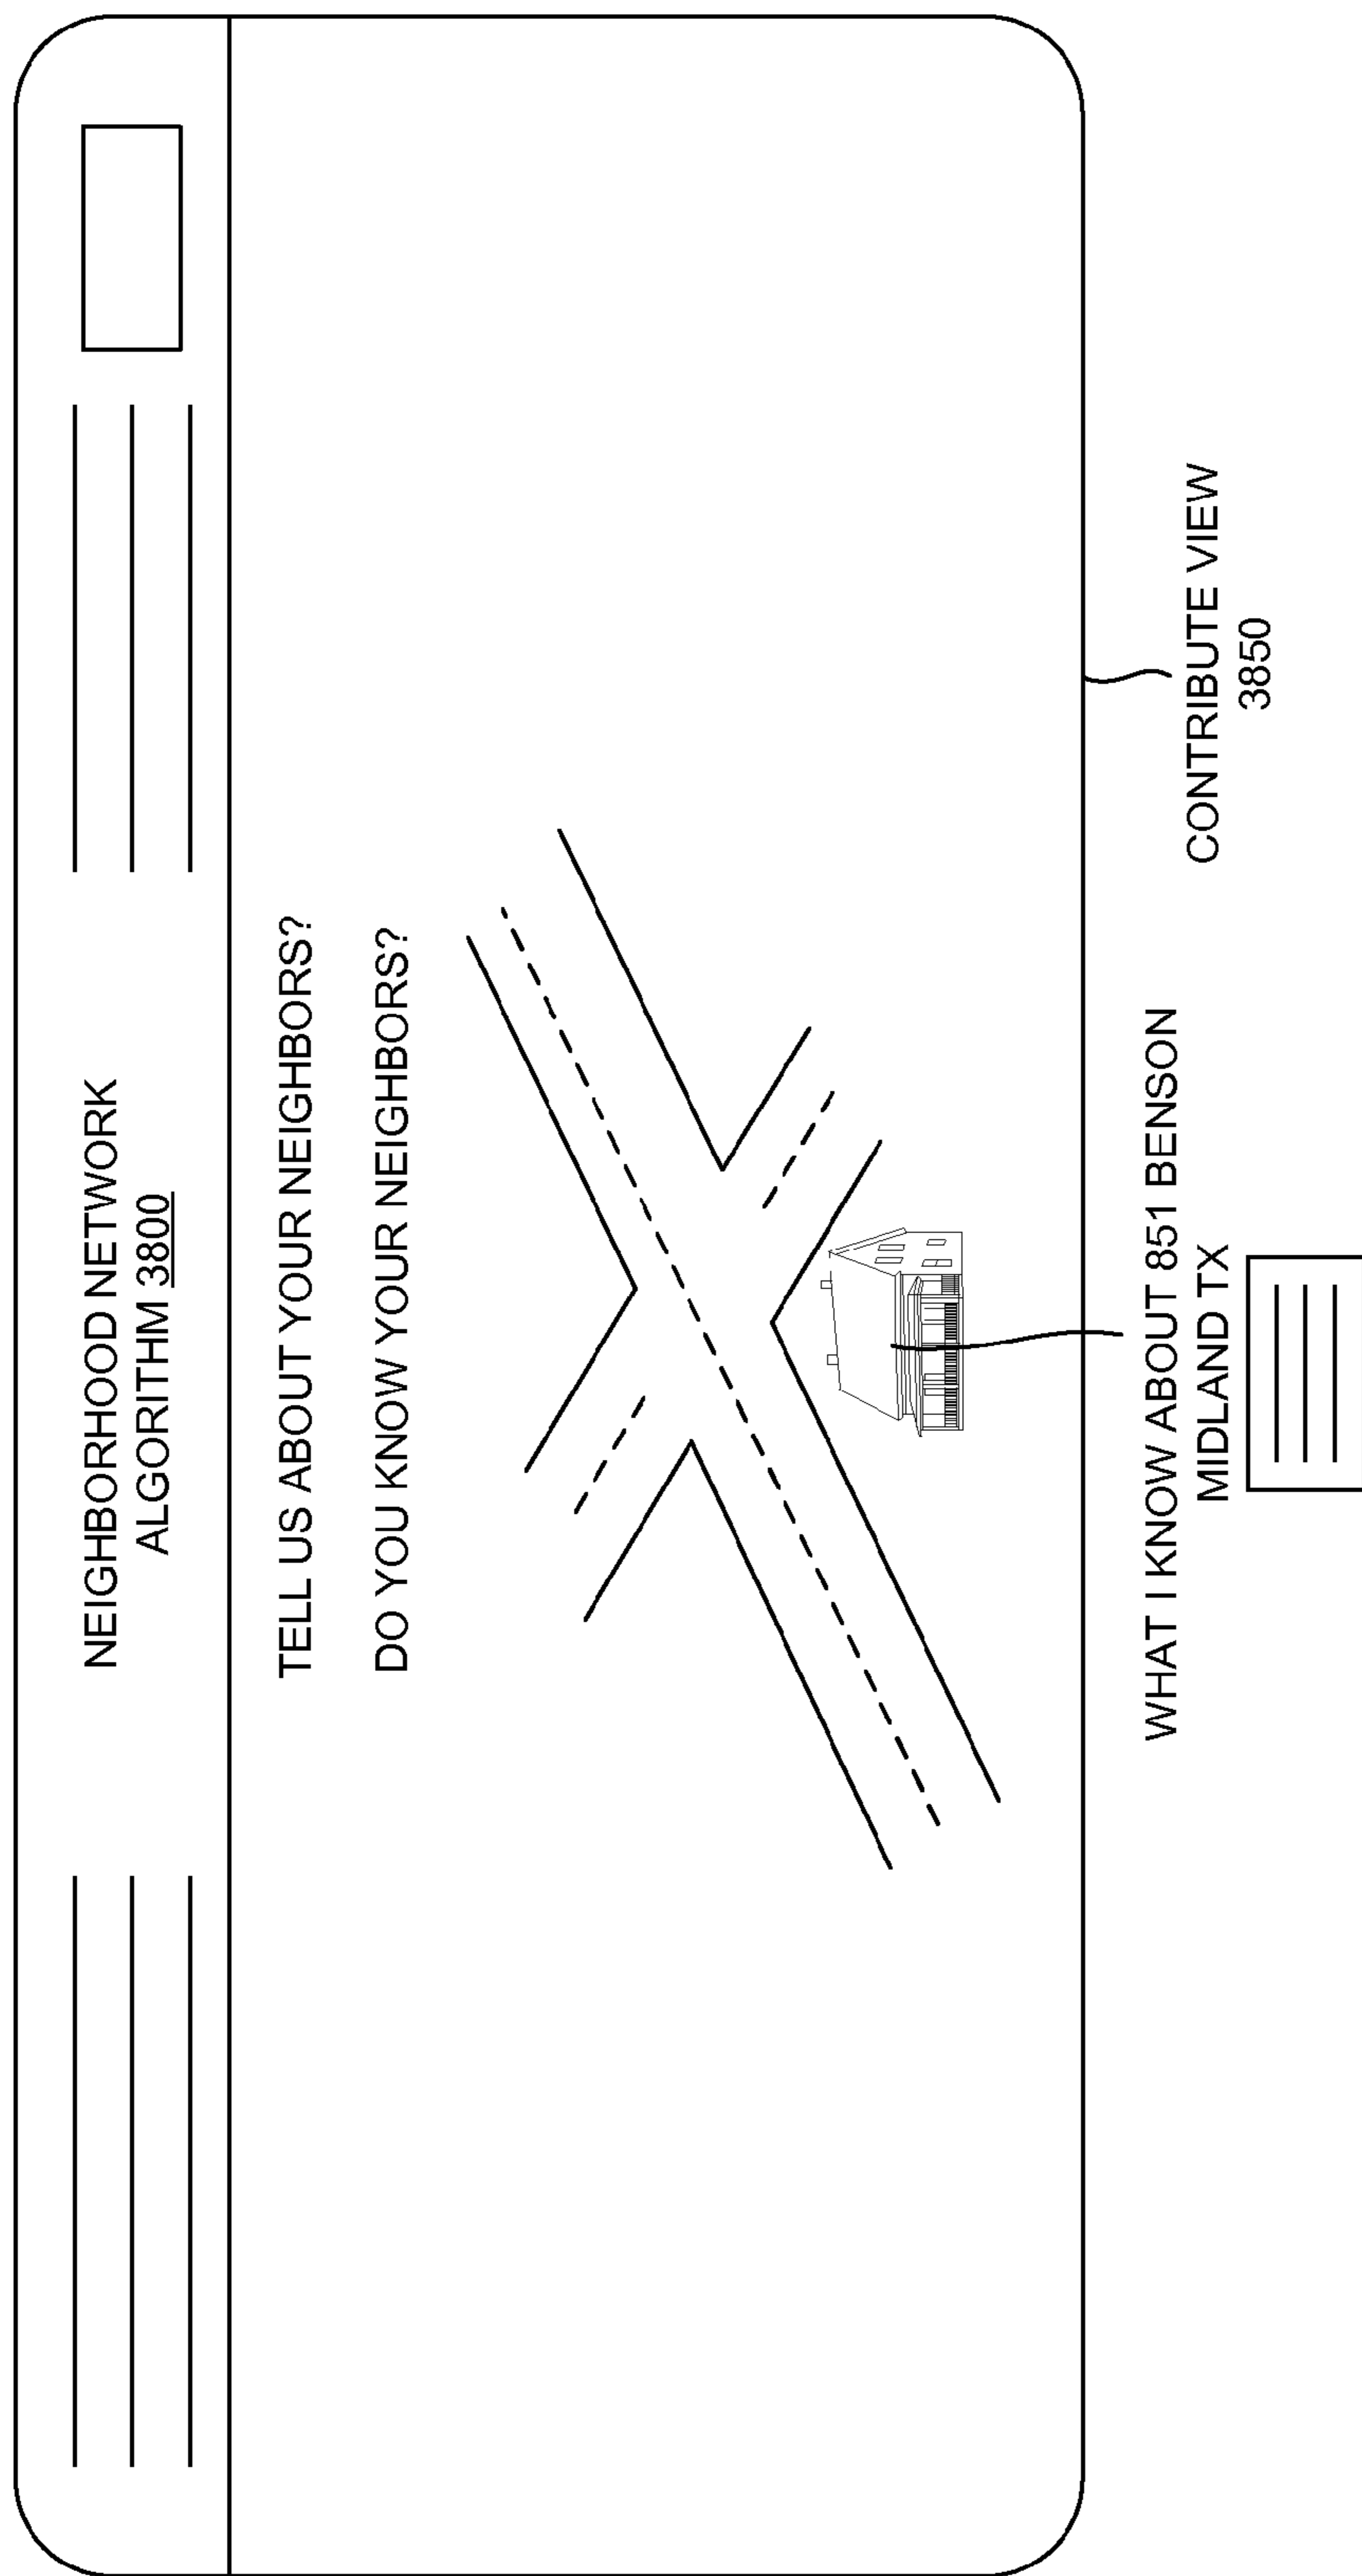 NEIGHBORHOOD NETWORK
ALGORITHM 3800
TELL US ABOUT YOUR NEIGHBORS?
DO YOU KNOW YOUR NEIGHBORS?
WHAT I KNOW ABOUT 851 BENSON
MIDLAND TX
CONTRIBUTE VIEW
3850